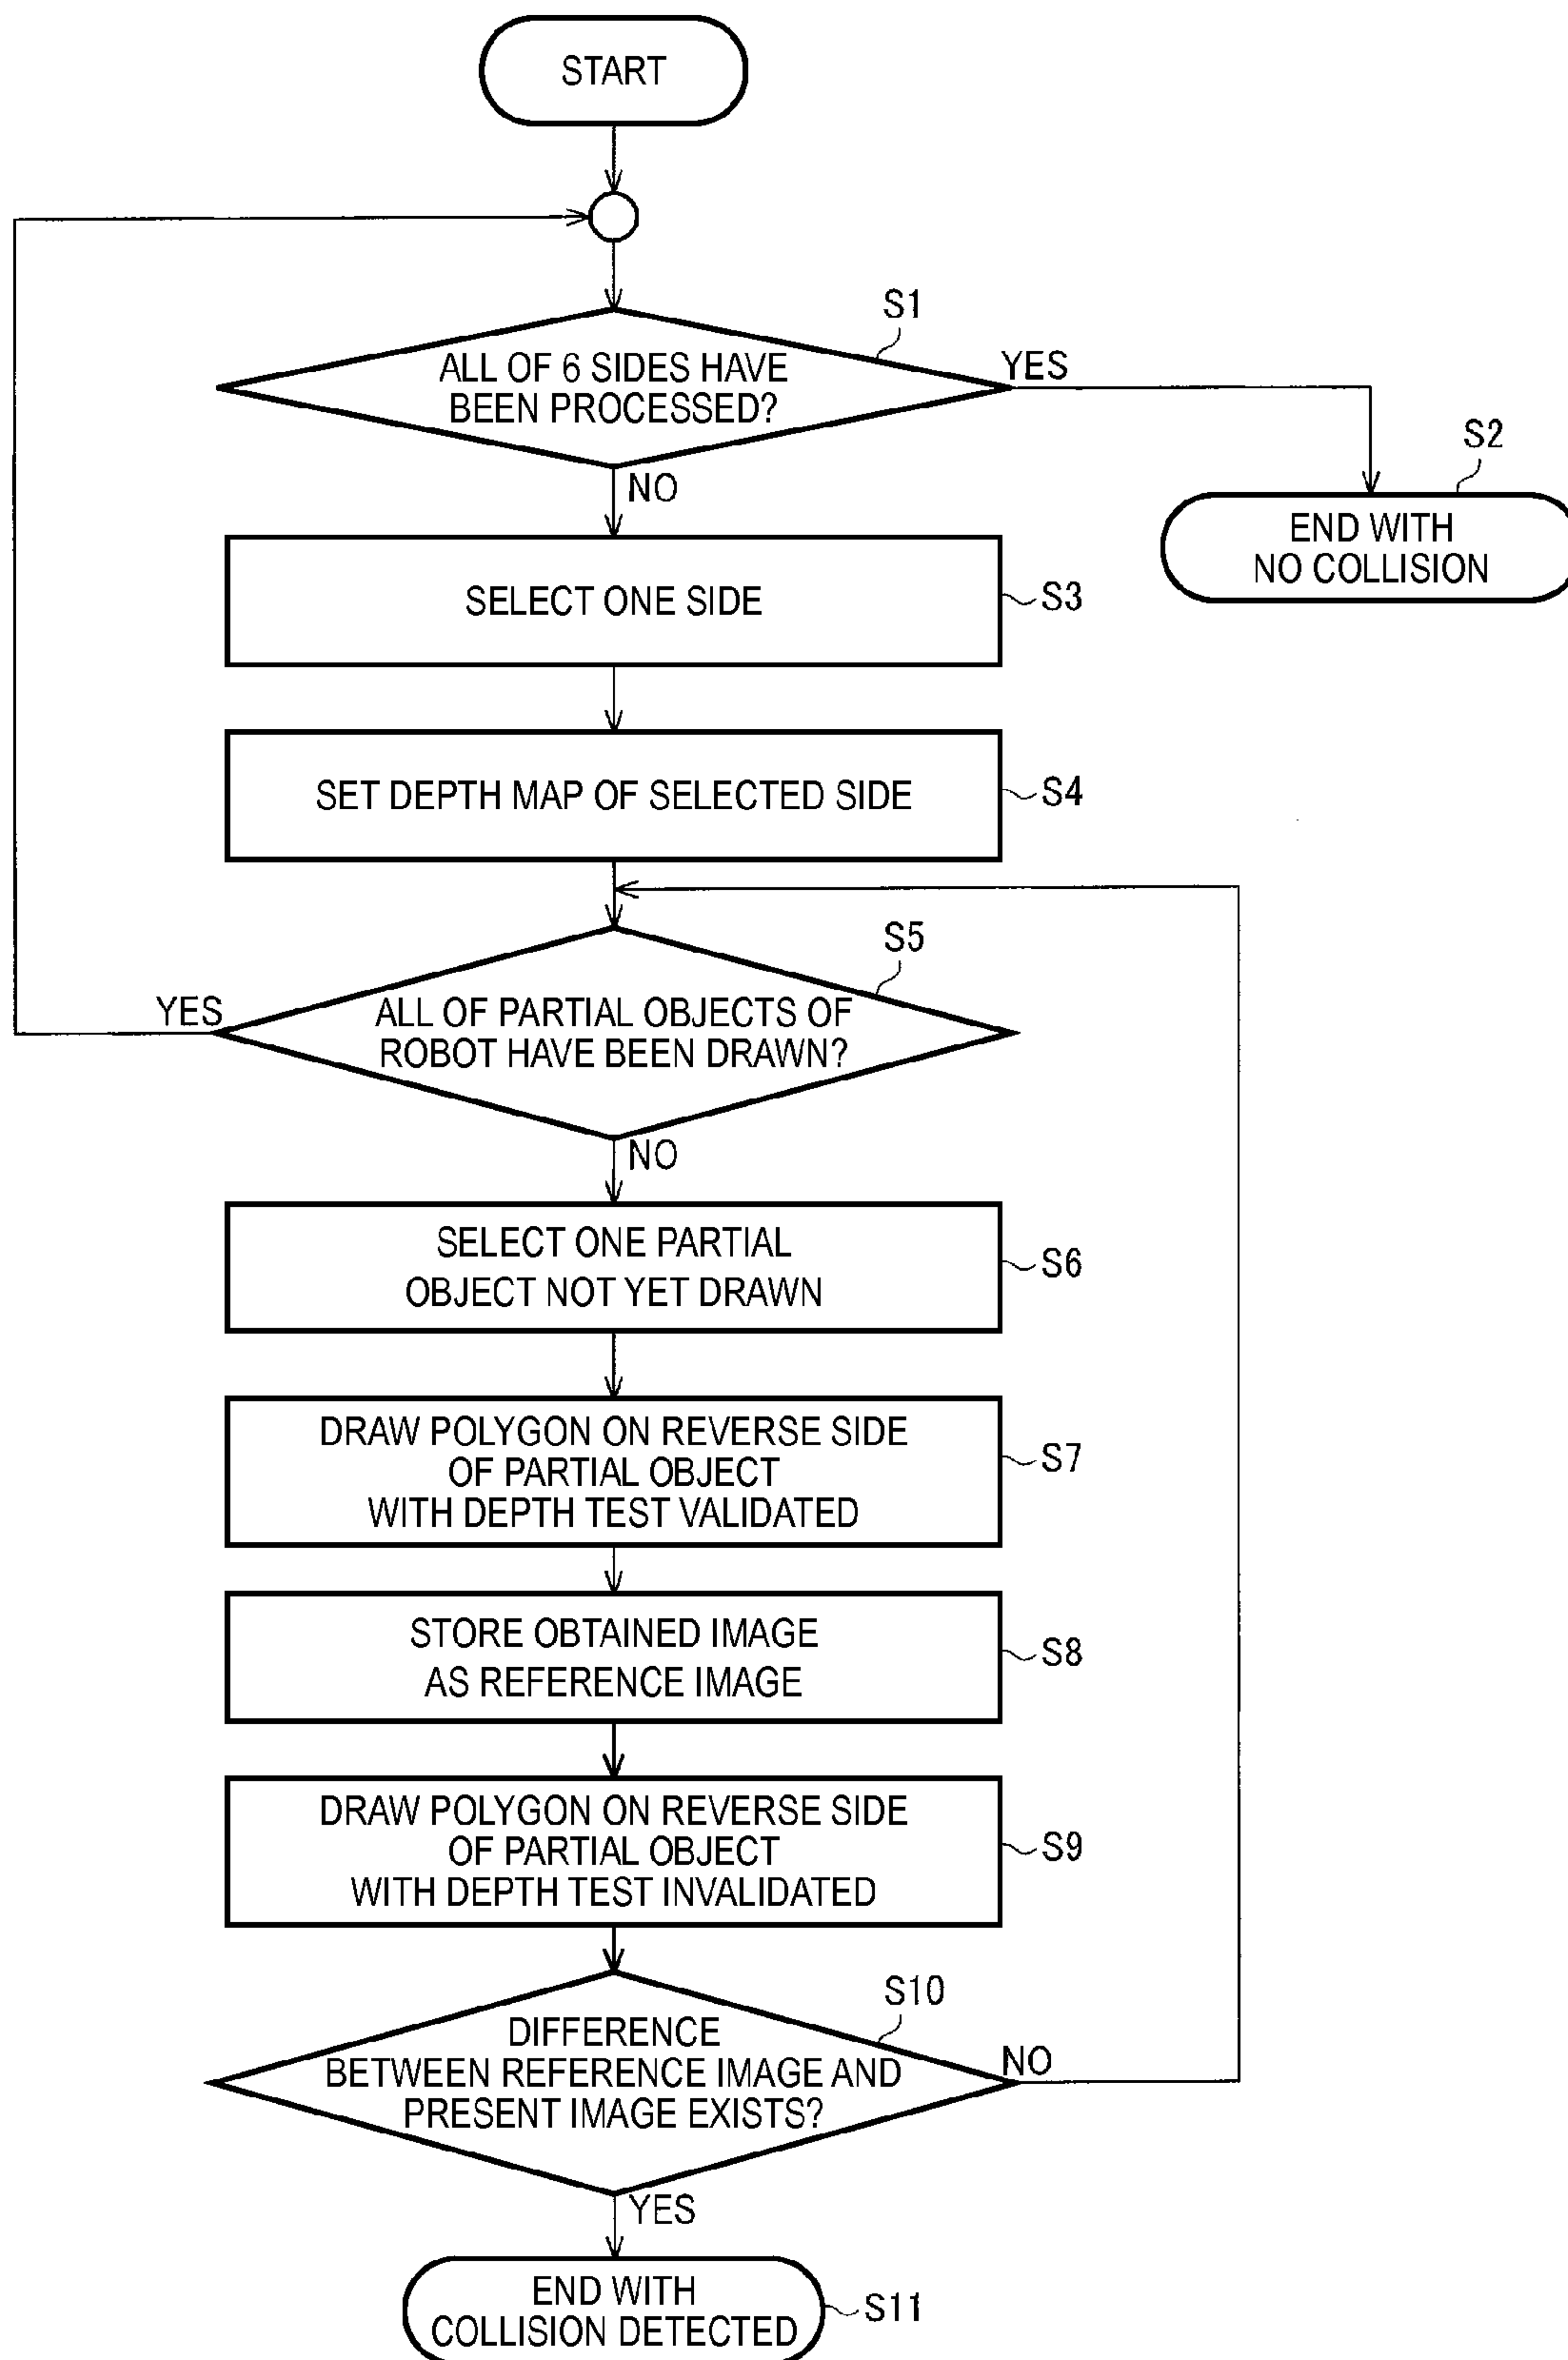 START
S1
ALL OF 6 SIDES HAVE
BEEN PROCESSED?
YES
NO
S2
END WITH
NO COLLISION
SELECT ONE SIDE
S3
SET DEPTH MAP OF SELECTED SIDE
S4
S5
YES
ALL OF PARTIAL OBJECTS OF
ROBOT HAVE BEEN DRAWN?
NO
SELECT ONE PARTIAL
OBJECT NOT YET DRAWN
S6
DRAW POLYGON ON REVERSE SIDE
OF PARTIAL OBJECT
WITH DEPTH TEST VALIDATED
S7
STORE OBTAINED IMAGE
AS REFERENCE IMAGE
S8
DRAW POLYGON ON REVERSE SIDE
OF PARTIAL OBJECT
WITH DEPTH TEST INVALIDATED
S9
S10
DIFFERENCE
BETWEEN REFERENCE IMAGE AND
PRESENT IMAGE EXISTS?
NO
YES
END WITH
COLLISION DETECTED
S11